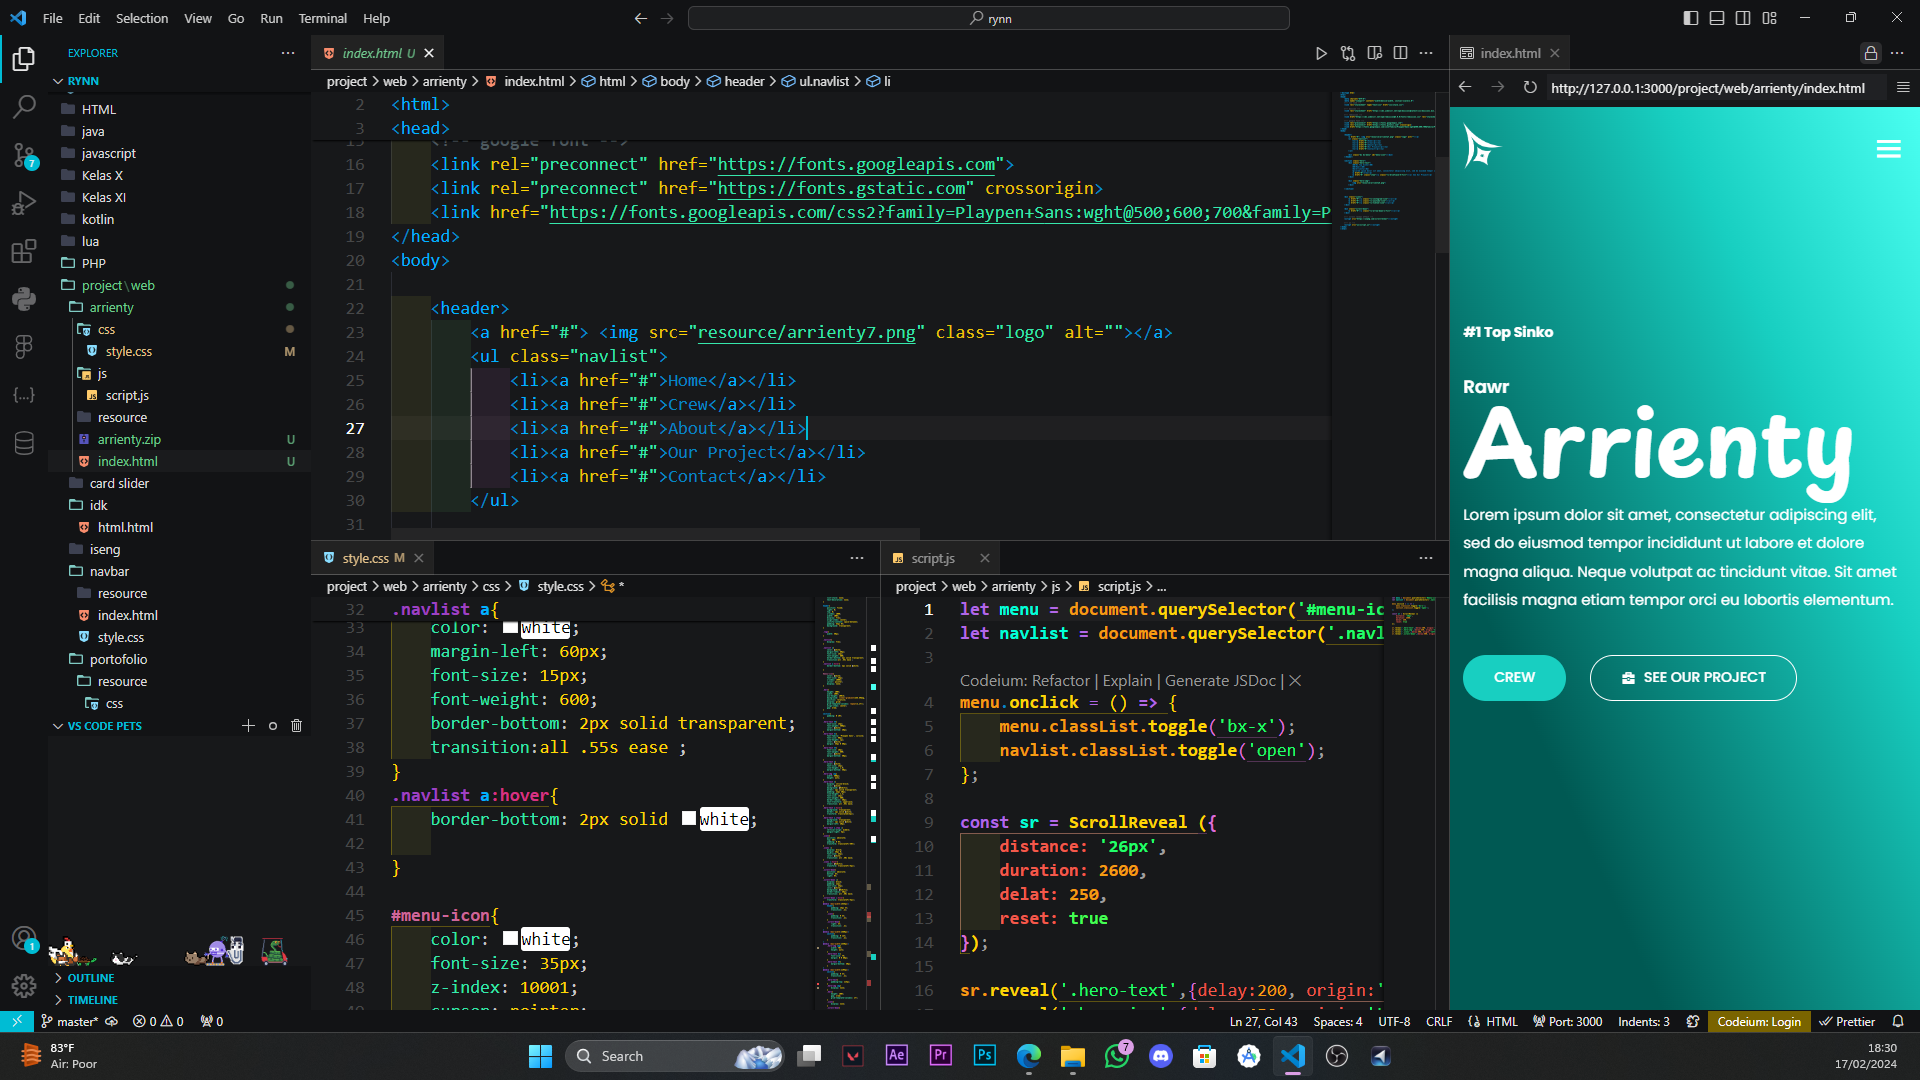 File Edit Selection View Go Run Terminal Help
rynn
EXPLORER
RYNN
HTML
java
javascript
Kelas X
Kelas XI
kotlin
lua
PHP
project\web
arrienty
css
style.css M
js
script.js
resource
arrienty.zip U
index.html U
card slider
idk
html.html
iseng
navbar
resource
index.html
style.css
portofolio
resource
css
VS CODE PETS
OUTLINE
TIMELINE
7
1
index.html U
project > web > arrienty > index.html > html > body > header > ul.navlist > li
2 <html>
3 <head>
15 <!-- google font -->
16 <link rel="preconnect" href="https://fonts.googleapis.com">
17 <link rel="preconnect" href="https://fonts.gstatic.com" crossorigin>
18 <link href="https://fonts.googleapis.com/css2?family=Playpen+Sans:wght@500;600;700&family=P
19 </head>
20 <body>
21
22 <header>
23 <a href="#"> <img src="resource/arrienty7.png" class="logo" alt=""></a>
24 <ul class="navlist">
25 <li><a href="#">Home</a></li>
26 <li><a href="#">Crew</a></li>
27 <li><a href="#">About</a></li>
28 <li><a href="#">Our Project</a></li>
29 <li><a href="#">Contact</a></li>
30 </ul>
31
style.css M
project > web > arrienty > css > style.css > *
32 .navlist a{
33 color: white;
34 margin-left: 60px;
35 font-size: 15px;
36 font-weight: 600;
37 border-bottom: 2px solid transparent;
38 transition:all .55s ease ;
39 }
40 .navlist a:hover{
41 border-bottom: 2px solid white;
42
43 }
44
45 #menu-icon{
46 color: white;
47 font-size: 35px;
48 z-index: 10001;
49 cursor: pointer;
script.js
project > web > arrienty > js > script.js > ...
1 let menu = document.querySelector('#menu-ic
2 let navlist = document.querySelector('.navl
3
Codeium: Refactor | Explain | Generate JSDoc | X
4 menu.onclick = () => {
5 menu.classList.toggle('bx-x');
6 navlist.classList.toggle('open');
7 };
8
9 const sr = ScrollReveal ({
10 distance: '26px',
11 duration: 2600,
12 delat: 250,
13 reset: true
14 });
15
16 sr.reveal('.hero-text',{delay:200, origin:'
index.html
http://127.0.0.1:3000/project/web/arrienty/index.html
#1 Top Sinko
Rawr
Arrienty
Lorem ipsum dolor sit amet, consectetur adipiscing elit,
sed do eiusmod tempor incididunt ut labore et dolore
magna aliqua. Neque volutpat ac tincidunt vitae. Sit amet
facilisis magna etiam tempor orci eu lobortis elementum.
CREW
SEE OUR PROJECT
master* 0 0 0
Ln 27, Col 43 Spaces: 4 UTF-8 CRLF HTML Port: 3000 Indents: 3 Codeium: Login Prettier
83°F
Air: Poor
Search
Ae
Pr
Ps
7
18:30
17/02/2024